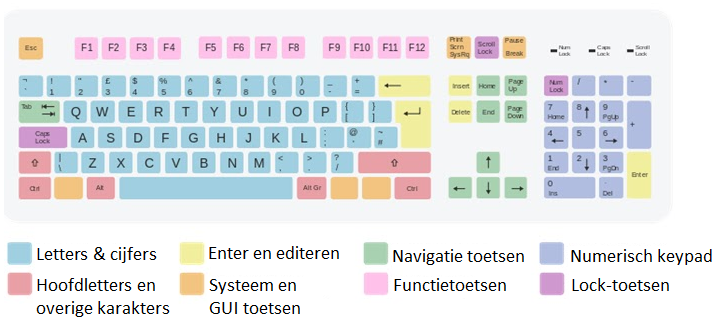 Esc F1 F2 F3 F4 F5 F6 F7 F8 F9 F10 F11 F12 Print Scrn SysRq Scroll Lock Pause Break Num Lock Caps Lock Scroll Lock
! 1 " 2 £ 3 $ 4 % 5 ^ 6 & 7 * 8 ( 9 ) 0 _ - + = ← Insert Home Page Up Num Lock / * -
Tab Q W E R T Y U I O P { [ } ] Delete End Page Down 7 Home 8 ↑ 9 PgUp +
Caps Lock A S D F G H J K L : ; @ ' ~ # 4 ← 5 6 →
⇧ | \ Z X C V B N M < , > . ? / ⇧ ↑ 1 End 2 ↓ 3 PgDn Enter
Ctrl Alt Alt Gr Ctrl ← ↓ → 0 Ins . Del
Letters & cijfers Enter en editeren Navigatie toetsen Numerisch keypad
Hoofdletters en Systeem en Functietoetsen Lock-toetsen
overige karakters GUI toetsen